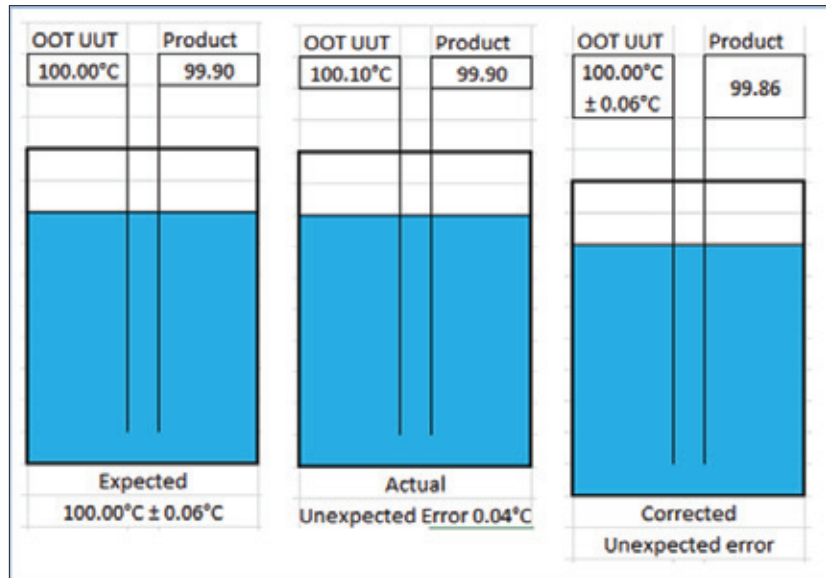 OOT UUT Product
100.00°C 99.90
Expected
100.00°C ± 0.06°C
OOT UUT Product
100.10°C 99.90
Actual
Unexpected Error 0.04°C
OOT UUT Product
100.00°C
± 0.06°C
99.86
Corrected
Unexpected error